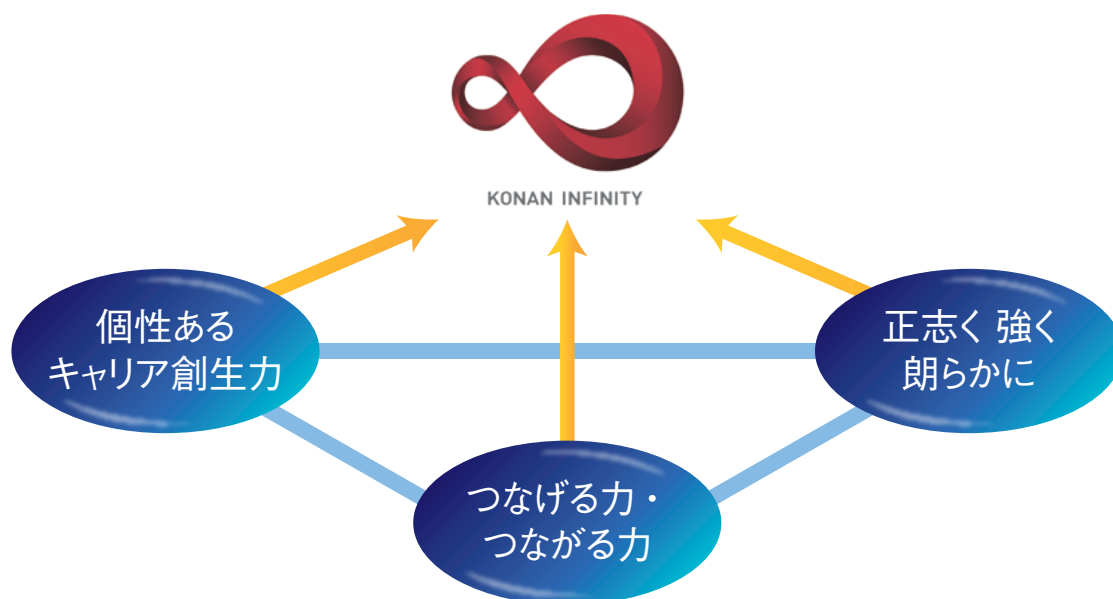 KONAN INFINITY
個性ある
キャリア創生力
正志く 強く
朗らかに
つなげる力・
つながる力